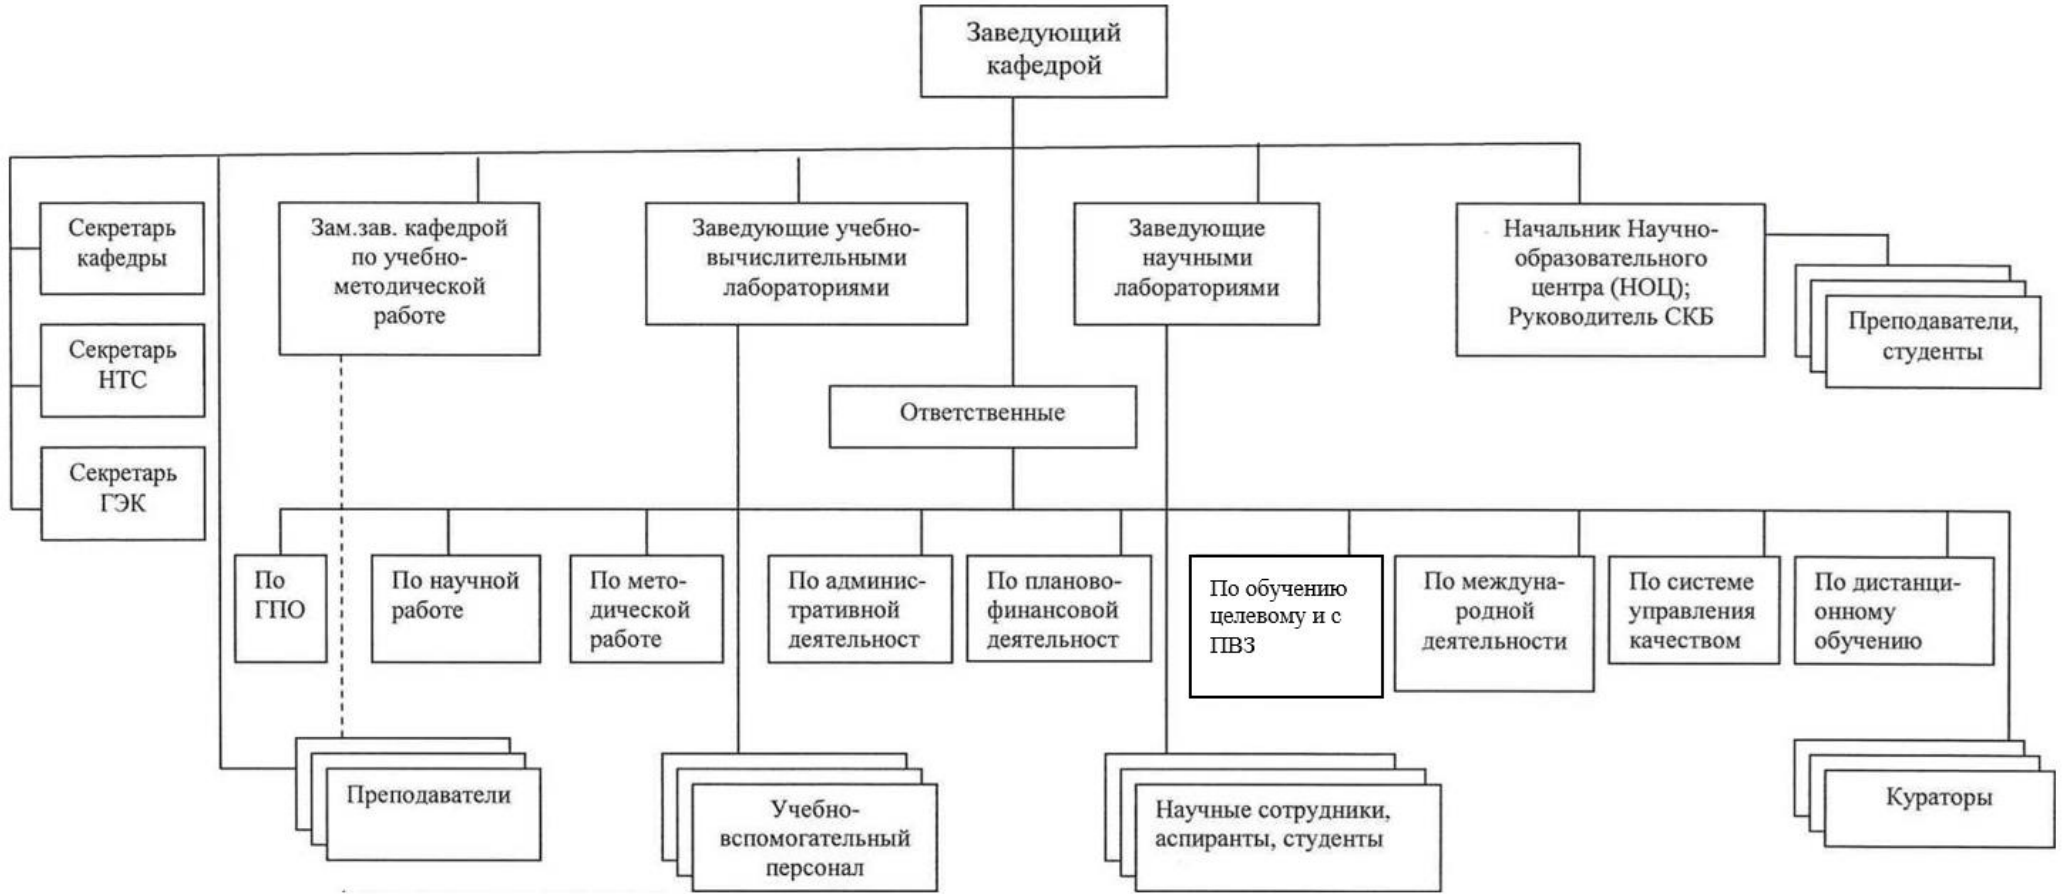 Заведующий
кафедрой
Секретарь
кафедры
Секретарь
НТС
Секретарь
ГЭК
Зам.зав. кафедрой
по учебно-
методической
работе
Заведующие учебно-
вычислительными
лабораториями
Заведующие
научными
лабораториями
Начальник Научно-
образовательного
центра (НОЦ);
Руководитель СКБ
Преподаватели,
студенты
Ответственные
По
ГПО
По научной
работе
По мето-
дической
работе
По админис-
тративной
деятельност
По планово-
финансовой
деятельност
По обучению
целевому и с
ПВЗ
По междуна-
родной
деятельности
По системе
управления
качеством
По дистанци-
онному
обучению
Преподаватели
Учебно-
вспомогательный
персонал
Научные сотрудники,
аспиранты, студенты
Кураторы